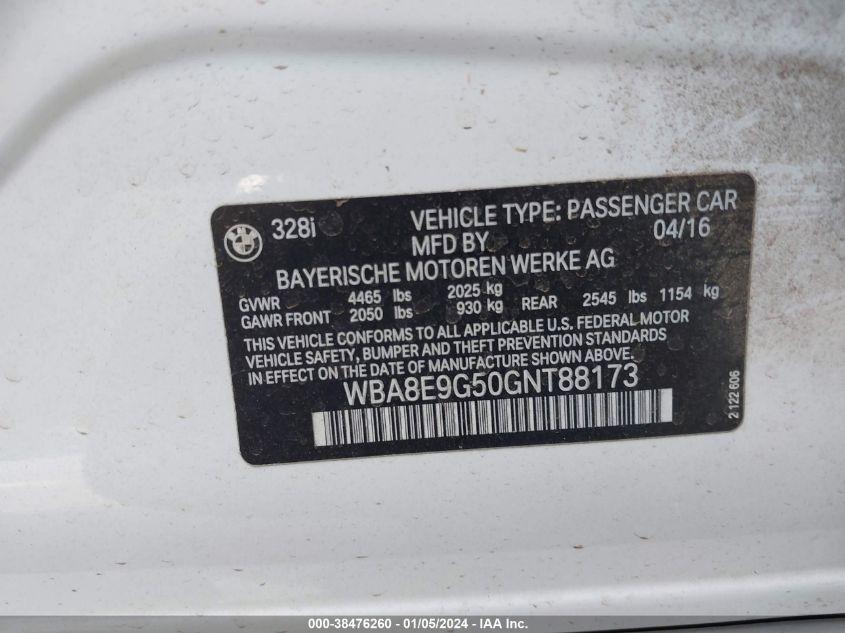 328i VEHICLE TYPE: PASSENGER CAR
MFD BY 04/16
BAYERISCHE MOTOREN WERKE AG
GVWR 4465 lbs 2025 kg
GAWR FRONT 2050 lbs 930 kg REAR 2545 lbs 1154 kg
THIS VEHICLE CONFORMS TO ALL APPLICABLE U.S. FEDERAL MOTOR
VEHICLE SAFETY, BUMPER AND THEFT PREVENTION STANDARDS
IN EFFECT ON THE DATE OF MANUFACTURE SHOWN ABOVE.
WBA8E9G50GNT88173
2 122 606
000-38476260 - 01/05/2024 - IAA Inc.